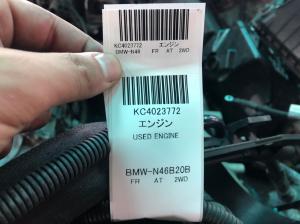 KC4023772 エンジン
BMW-N46 FR AT 2WD
KC4023772
エンジン
USED ENGINE
BMW-N46B20B
FR AT 2WD